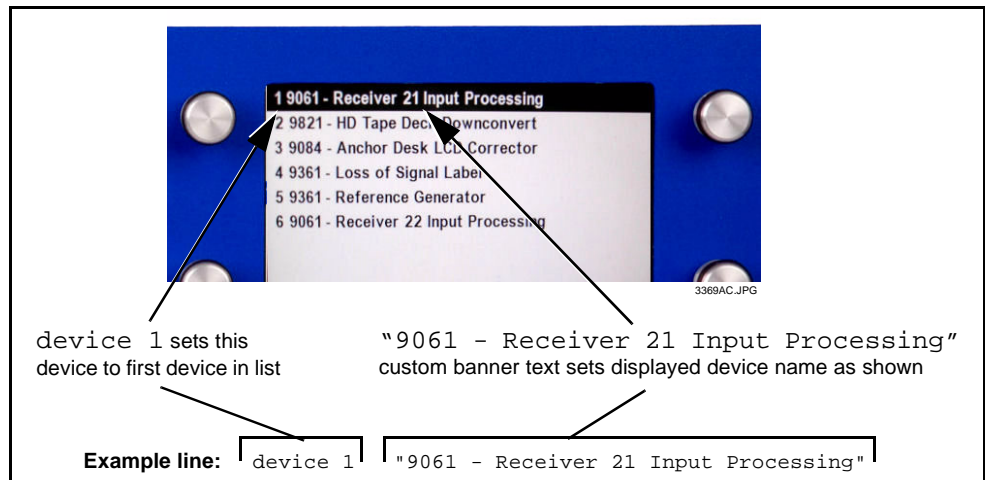 1 9061 - Receiver 21 Input Processing
2 9821 - HD Tape Deck Downconvert
3 9084 - Anchor Desk LCD Corrector
4 9361 - Loss of Signal Label
5 9361 - Reference Generator
6 9061 - Receiver 22 Input Processing
3369AC.JPG
device 1 sets this
device to first device in list
“9061 - Receiver 21 Input Processing”
custom banner text sets displayed device name as shown
Example line: device 1 "9061 - Receiver 21 Input Processing"